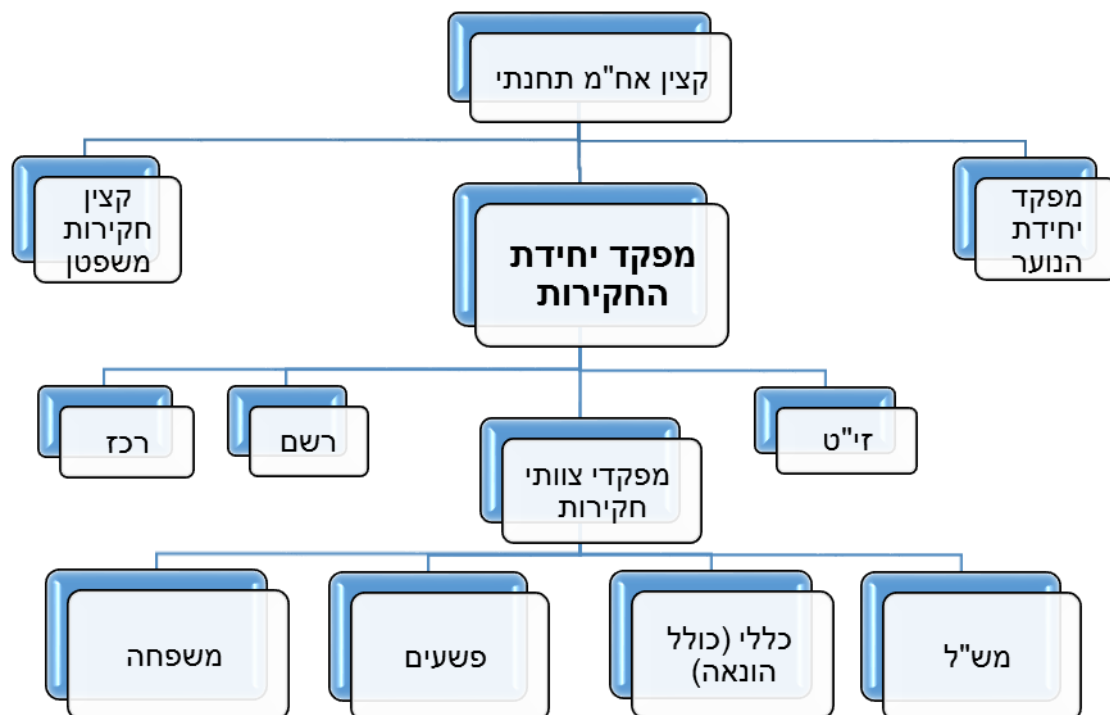 קצין אח"מ תחנתי
מפקד
יחידת
הנוער
מפקד יחידת
החקירות
קצין
חקירות
משפטן
זי"ט
מפקדי צוותי
חקירות
רשם
רכז
מש"ל
כללי (כולל
הונאה)
פשעים
משפחה